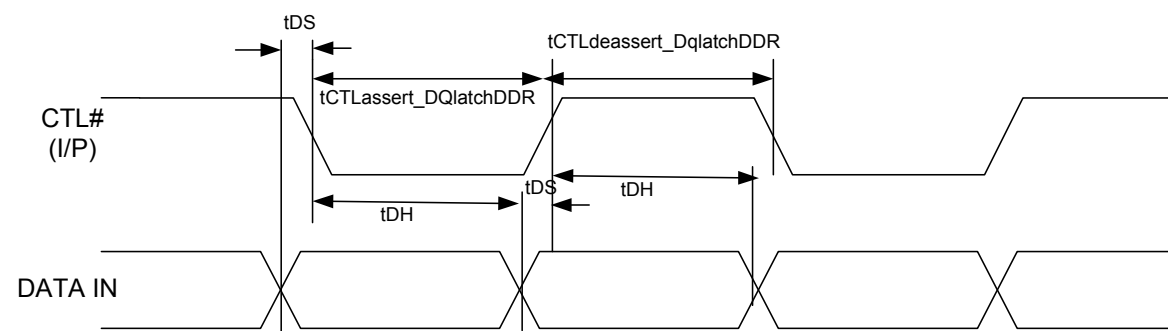 tDS
tCTLdeassert_DqlatchDDR
tCTLassert_DQlatchDDR
CTL#
(I/P)
tDS
tDH
tDH
DATA IN